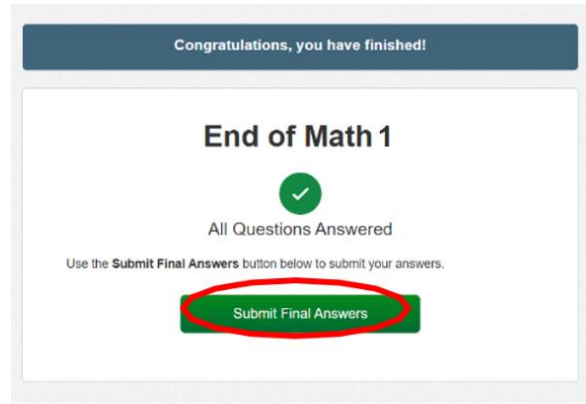 Congratulations, you have finished!
End of Math 1
All Questions Answered
Use the Submit Final Answers button below to submit your answers.
Submit Final Answers